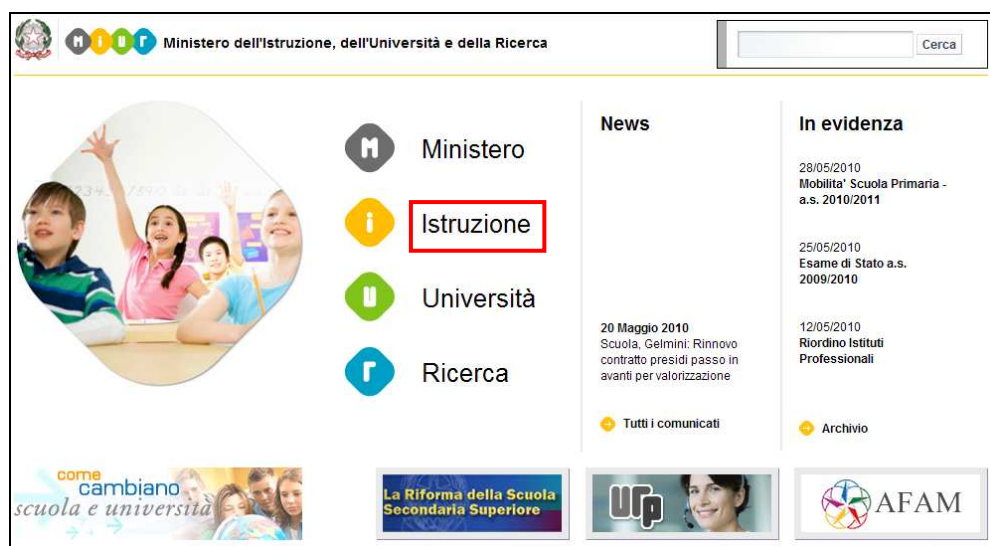 MIUr Ministero dell'Istruzione, dell'Università e della Ricerca
Cerca
M Ministero
i Istruzione
U Università
r Ricerca
News
20 Maggio 2010
Scuola, Gelmini: Rinnovo
contratto presidi passo in
avanti per valorizzazione
Tutti i comunicati
In evidenza
28/05/2010
Mobilita' Scuola Primaria -
a.s. 2010/2011
25/05/2010
Esame di Stato a.s.
2009/2010
12/05/2010
Riordino Istituti
Professionali
Archivio
come
cambiano
scuola e università
La Riforma della Scuola
Secondaria Superiore
urp
AFAM